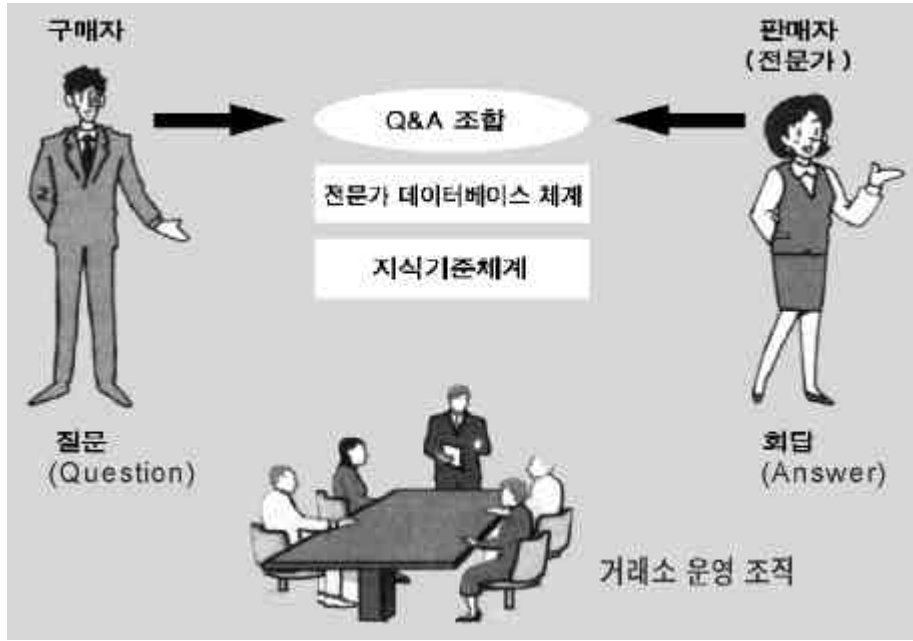 구매자
판매자
(전문가)
Q&A 조합
전문가 데이터베이스 체계
지식기준체계
질문
(Question)
회답
(Answer)
거래소 운영 조직